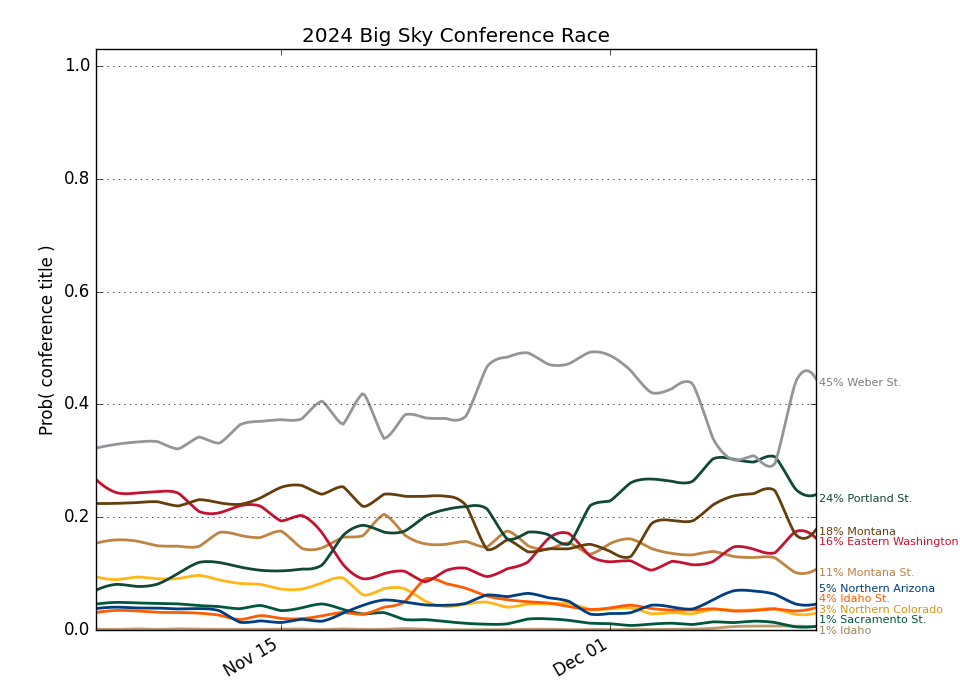 2024 Big Sky Conference Race
Prob( conference title )
1.0
0.8
0.6
0.4
0.2
0.0
Nov 15
Dec 01
45% Weber St.
24% Portland St.
18% Montana
16% Eastern Washington
11% Montana St.
5% Northern Arizona
4% Idaho St.
3% Northern Colorado
1% Sacramento St.
1% Idaho